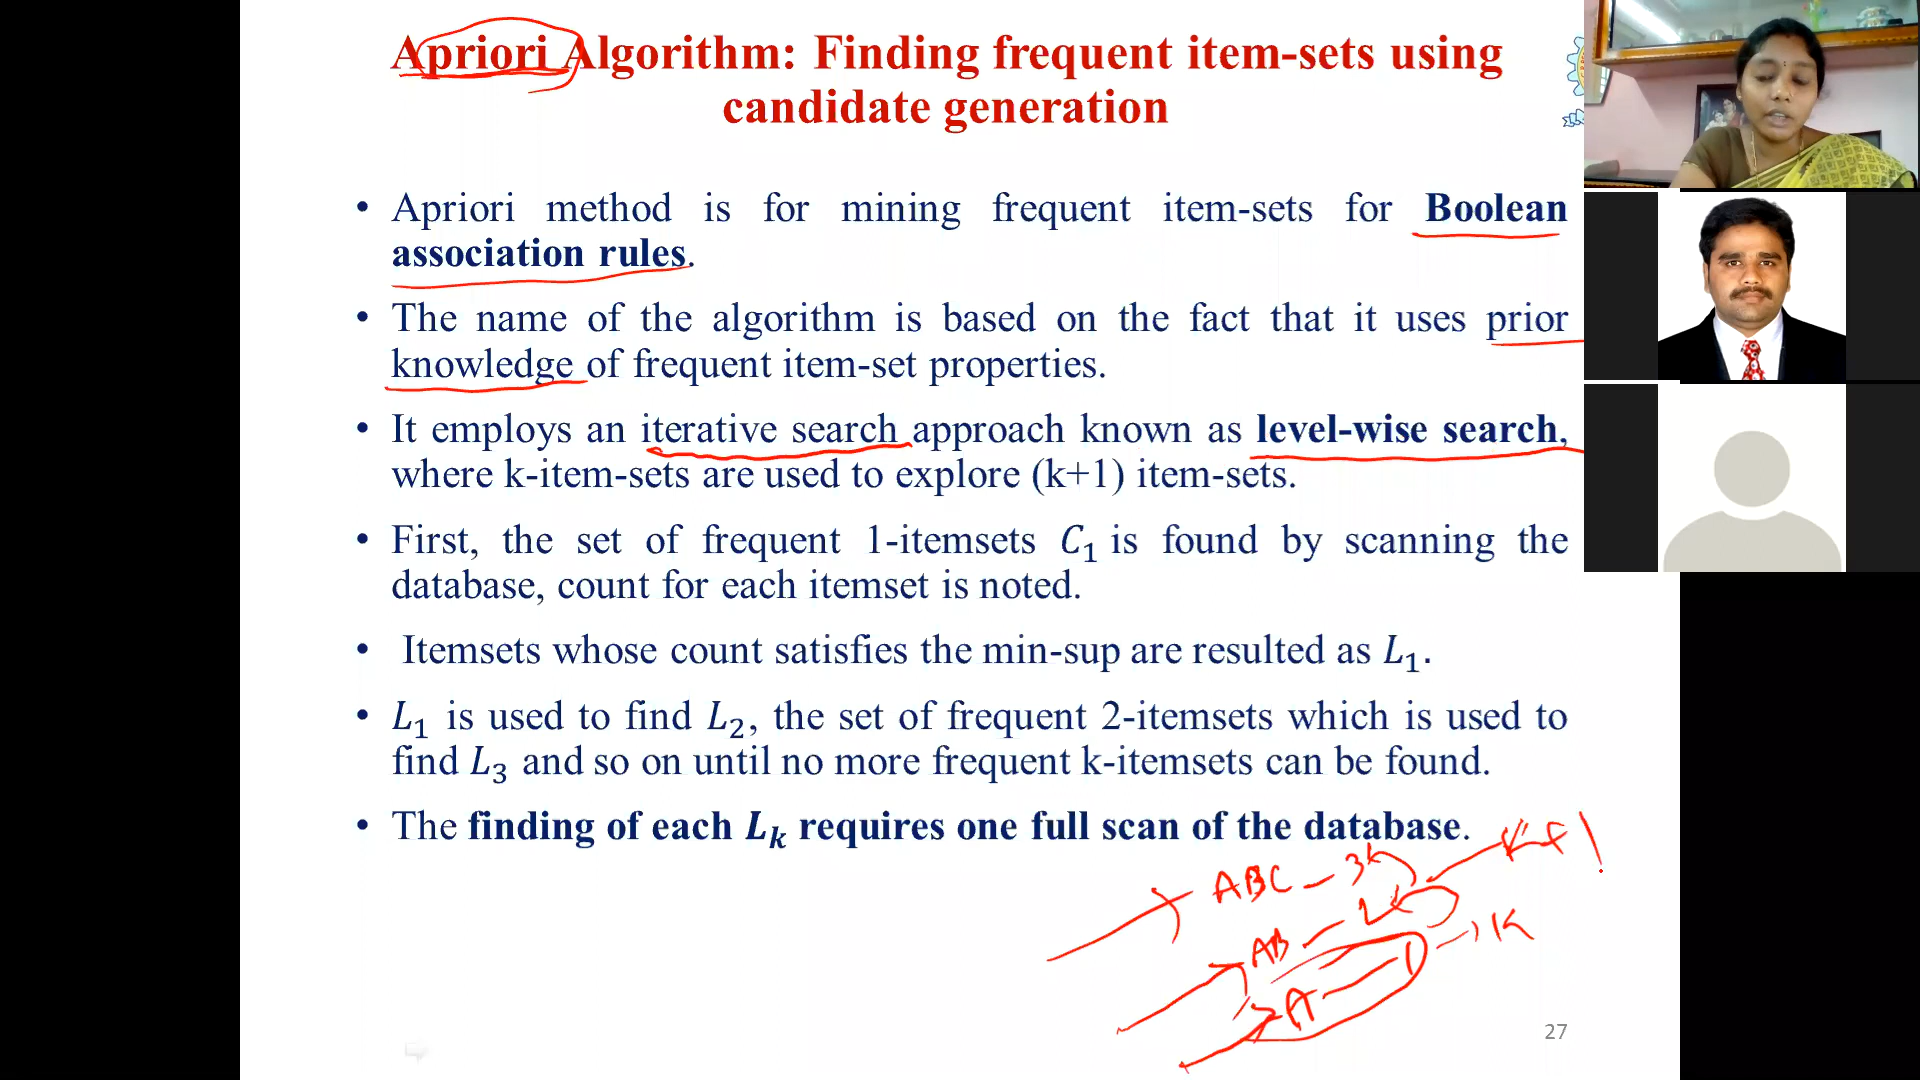 Apriori Algorithm: Finding frequent item-sets using
candidate generation
• Apriori method is for mining frequent item-sets for Boolean
association rules.
• The name of the algorithm is based on the fact that it uses prior
knowledge of frequent item-set properties.
• It employs an iterative search approach known as level-wise search,
where k-item-sets are used to explore (k+1) item-sets.
• First, the set of frequent 1-itemsets C₁ is found by scanning the
database, count for each itemset is noted.
• Itemsets whose count satisfies the min-sup are resulted as L₁.
• L₁ is used to find L₂, the set of frequent 2-itemsets which is used to
find L₃ and so on until no more frequent k-itemsets can be found.
• The finding of each Lₖ requires one full scan of the database.
ABC - 3
AB - 2
A - 1 → K
27